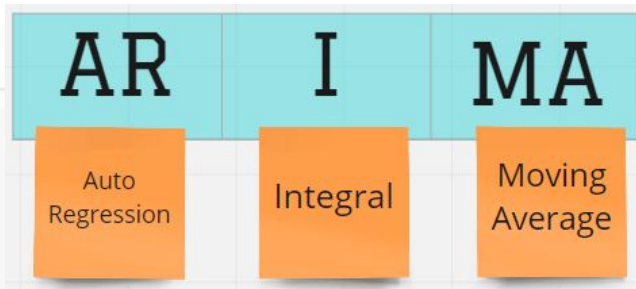 AR I MA
Auto
Regression
Integral
Moving
Average